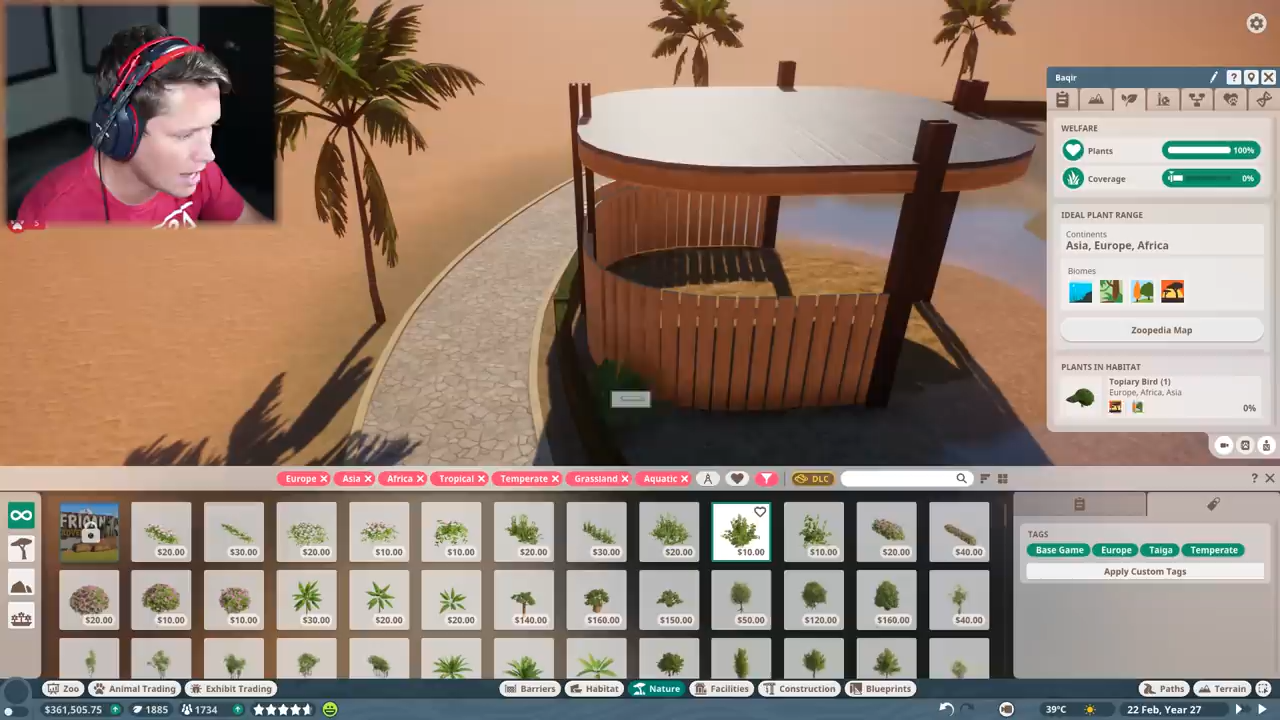 Baqir
?
WELFARE
Plants
100%
Coverage
0%
IDEAL PLANT RANGE
Continents
Asia, Europe, Africa
Biomes
Zoopedia Map
PLANTS IN HABITAT
Topiary Bird (1)
Europe, Africa, Asia
0%
Europe ✕ Asia ✕ Africa ✕ Tropical ✕ Temperate ✕ Grassland ✕ Aquatic ✕ DLC
?
$20.00 $30.00 $20.00 $10.00 $10.00 $20.00 $30.00 $20.00 $10.00 $10.00 $20.00 $40.00
$20.00 $10.00 $10.00 $30.00 $20.00 $20.00 $140.00 $160.00 $150.00 $50.00 $120.00 $160.00 $40.00
TAGS
Base Game Europe Taiga Temperate
Apply Custom Tags
Zoo Animal Trading Exhibit Trading Barriers Habitat Nature Facilities Construction Blueprints Paths Terrain
$361,505.75 1885 1734 39°C 22 Feb, Year 27